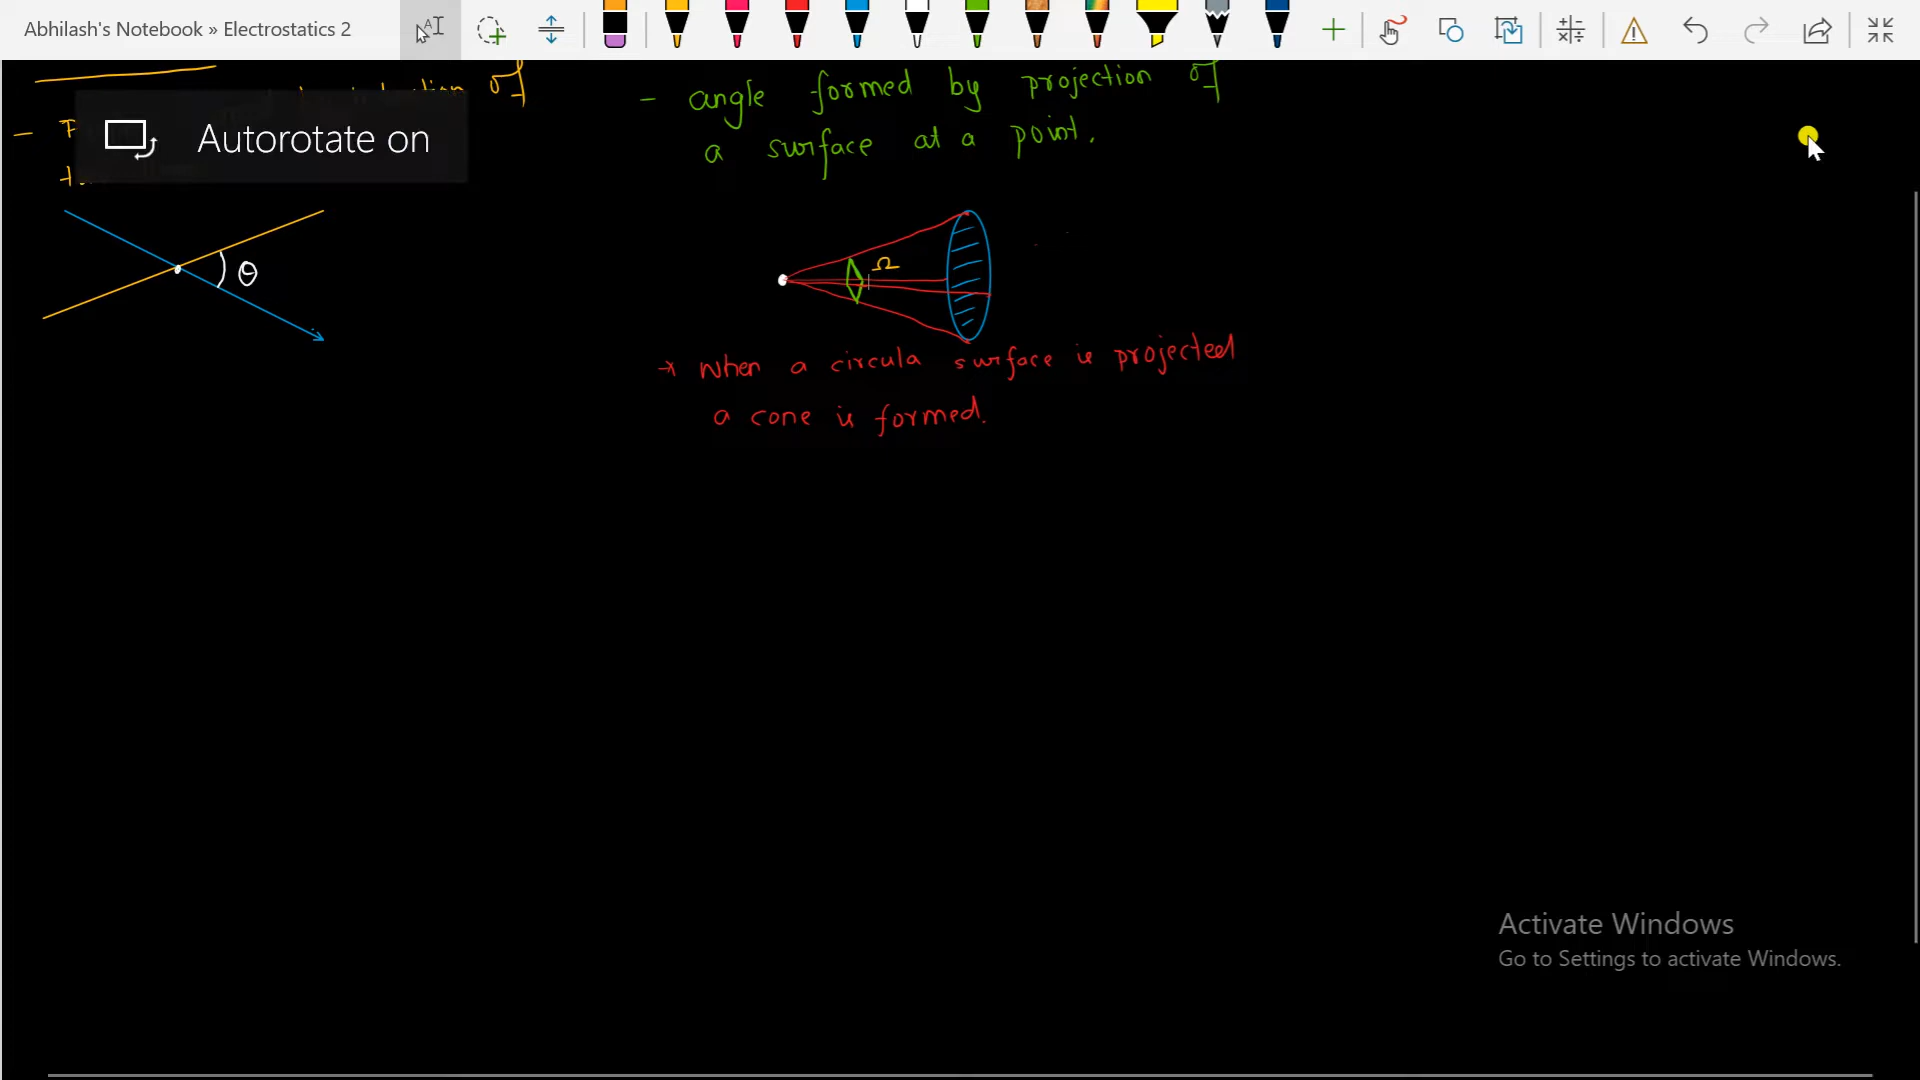 Abhilash's Notebook » Electrostatics 2
of
Autorotate on
θ
- angle formed by projection of
a surface at a point.
Ω
→ When a circula surface is projected
a cone is formed.
Activate Windows
Go to Settings to activate Windows.